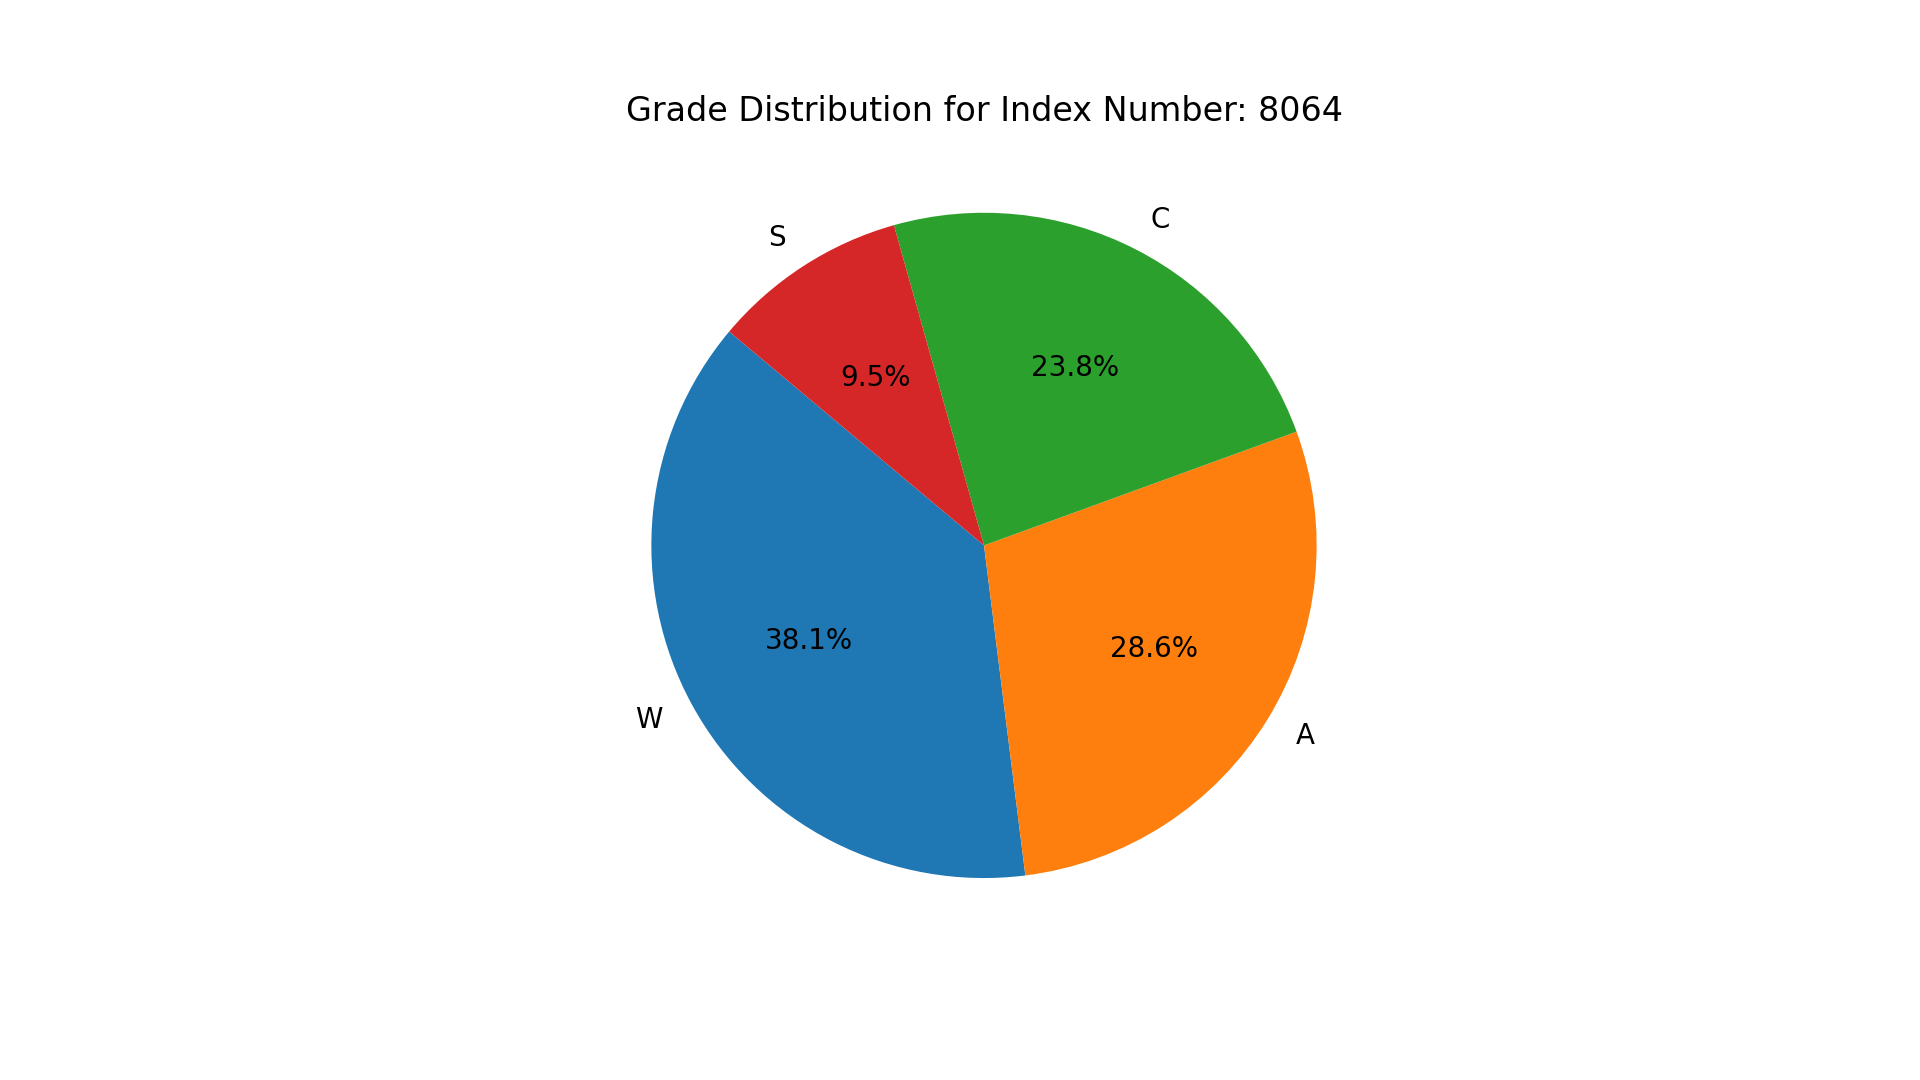 Grade Distribution for Index Number: 8064
C
S
23.8%
9.5%
38.1%
28.6%
W
A